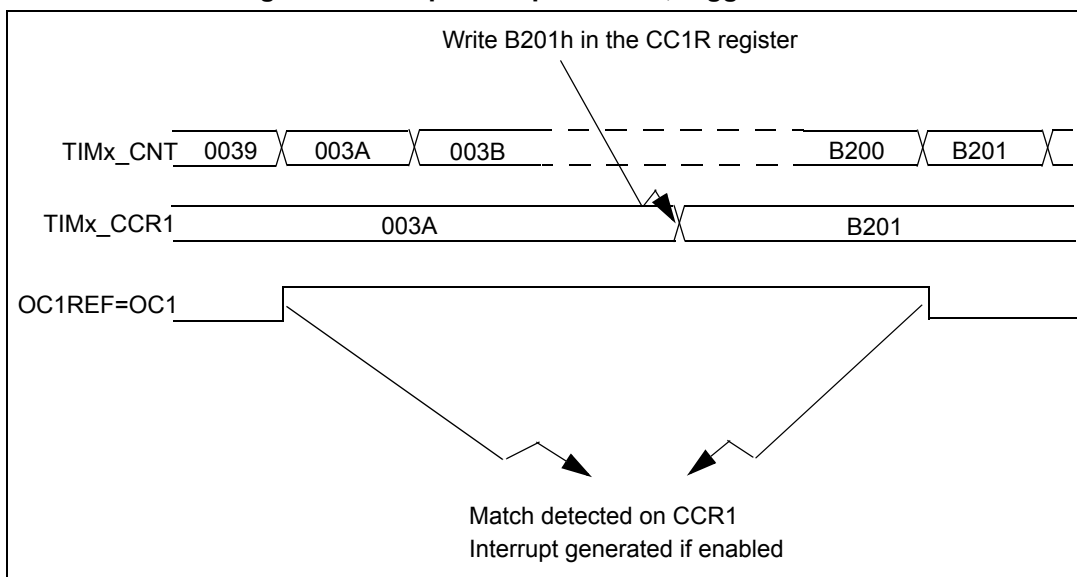 Write B201h in the CC1R register
TIMx_CNT 0039 003A 003B B200 B201
TIMx_CCR1 003A B201
OC1REF=OC1
Match detected on CCR1
Interrupt generated if enabled